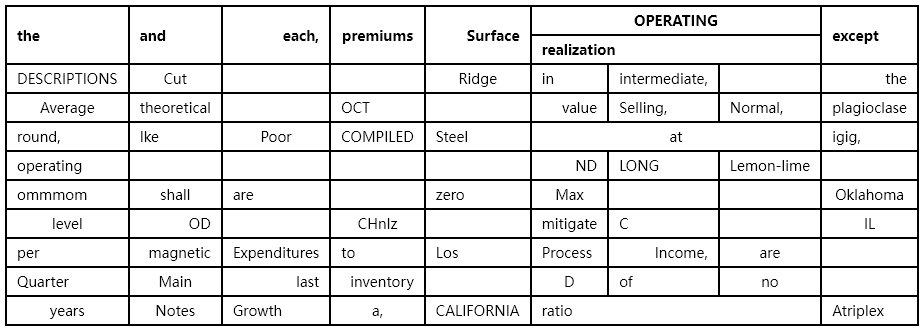 the and each, premiums Surface OPERATING except
realization
DESCRIPTIONS Cut Ridge in intermediate, the
Average theoretical OCT value Selling, Normal, plagioclase
round, Ike Poor COMPILED Steel at igig,
operating ND LONG Lemon-lime
ommmom shall are zero Max Oklahoma
level OD CHnlz mitigate C IL
per magnetic Expenditures to Los Process Income, are
Quarter Main last inventory D of no
years Notes Growth a, CALIFORNIA ratio Atriplex